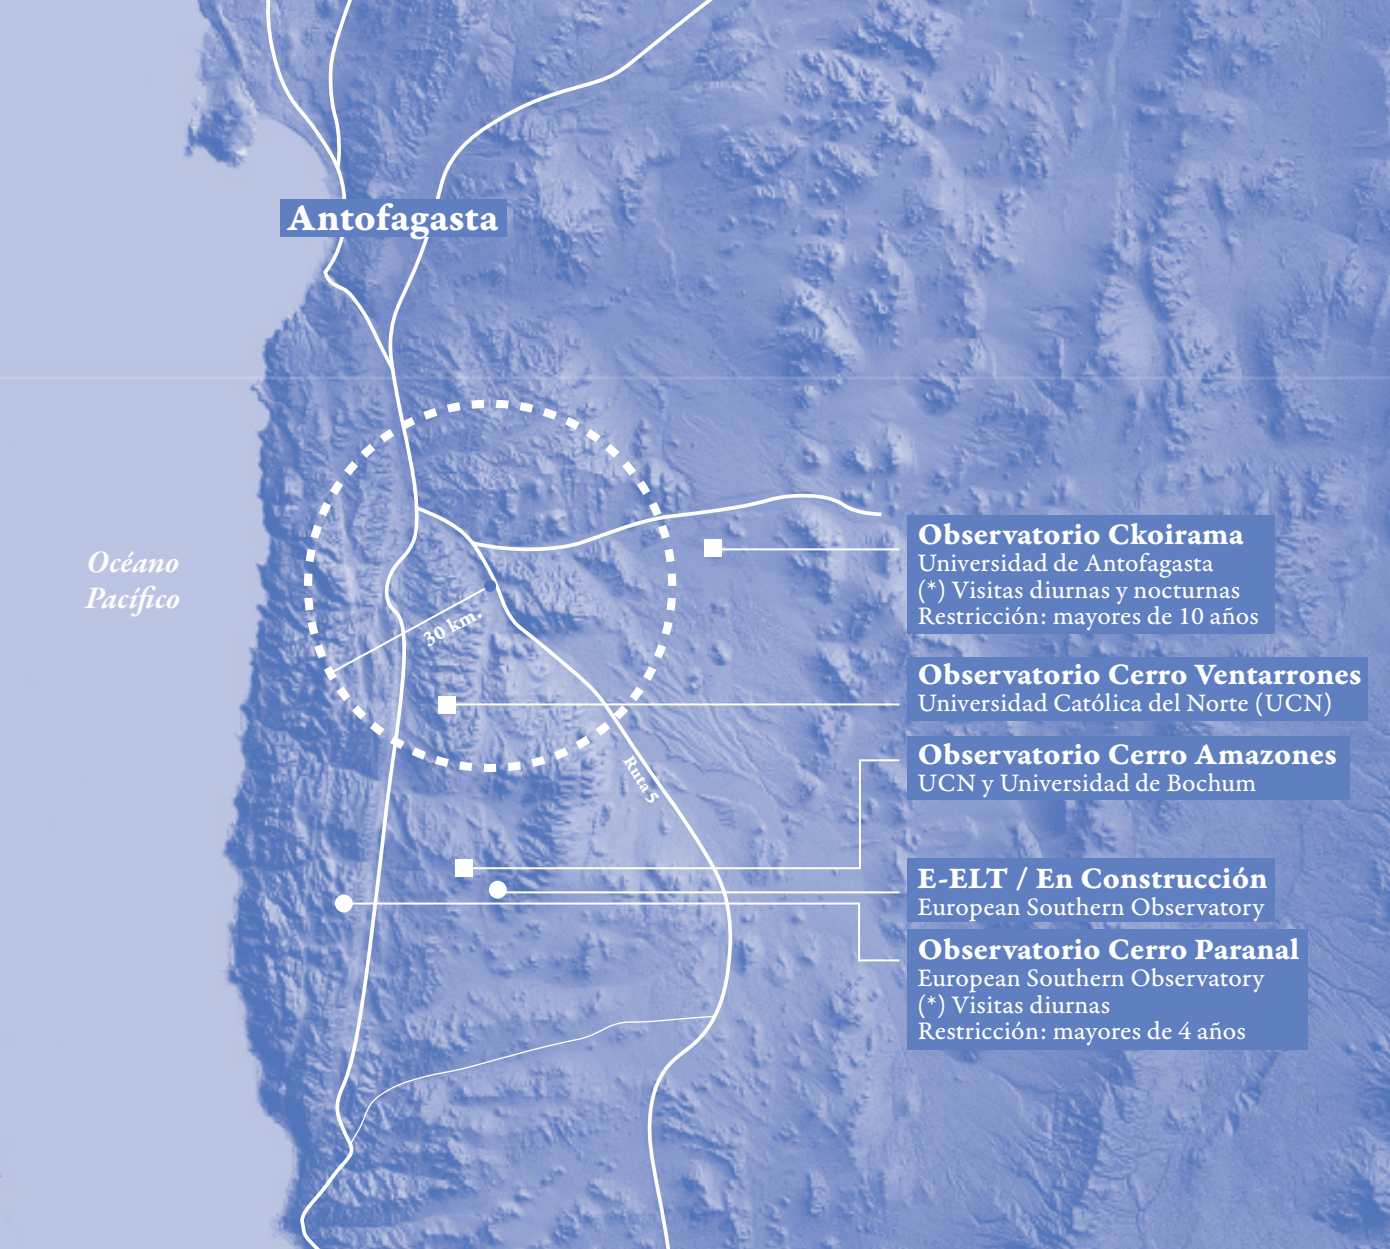 Antofagasta
Océano
Pacífico
30 km.
Ruta 5
Observatorio Ckoirama
Universidad de Antofagasta
(*) Visitas diurnas y nocturnas
Restricción: mayores de 10 años
Observatorio Cerro Ventarrones
Universidad Católica del Norte (UCN)
Observatorio Cerro Amazones
UCN y Universidad de Bochum
E-ELT / En Construcción
European Southern Observatory
Observatorio Cerro Paranal
European Southern Observatory
(*) Visitas diurnas
Restricción: mayores de 4 años